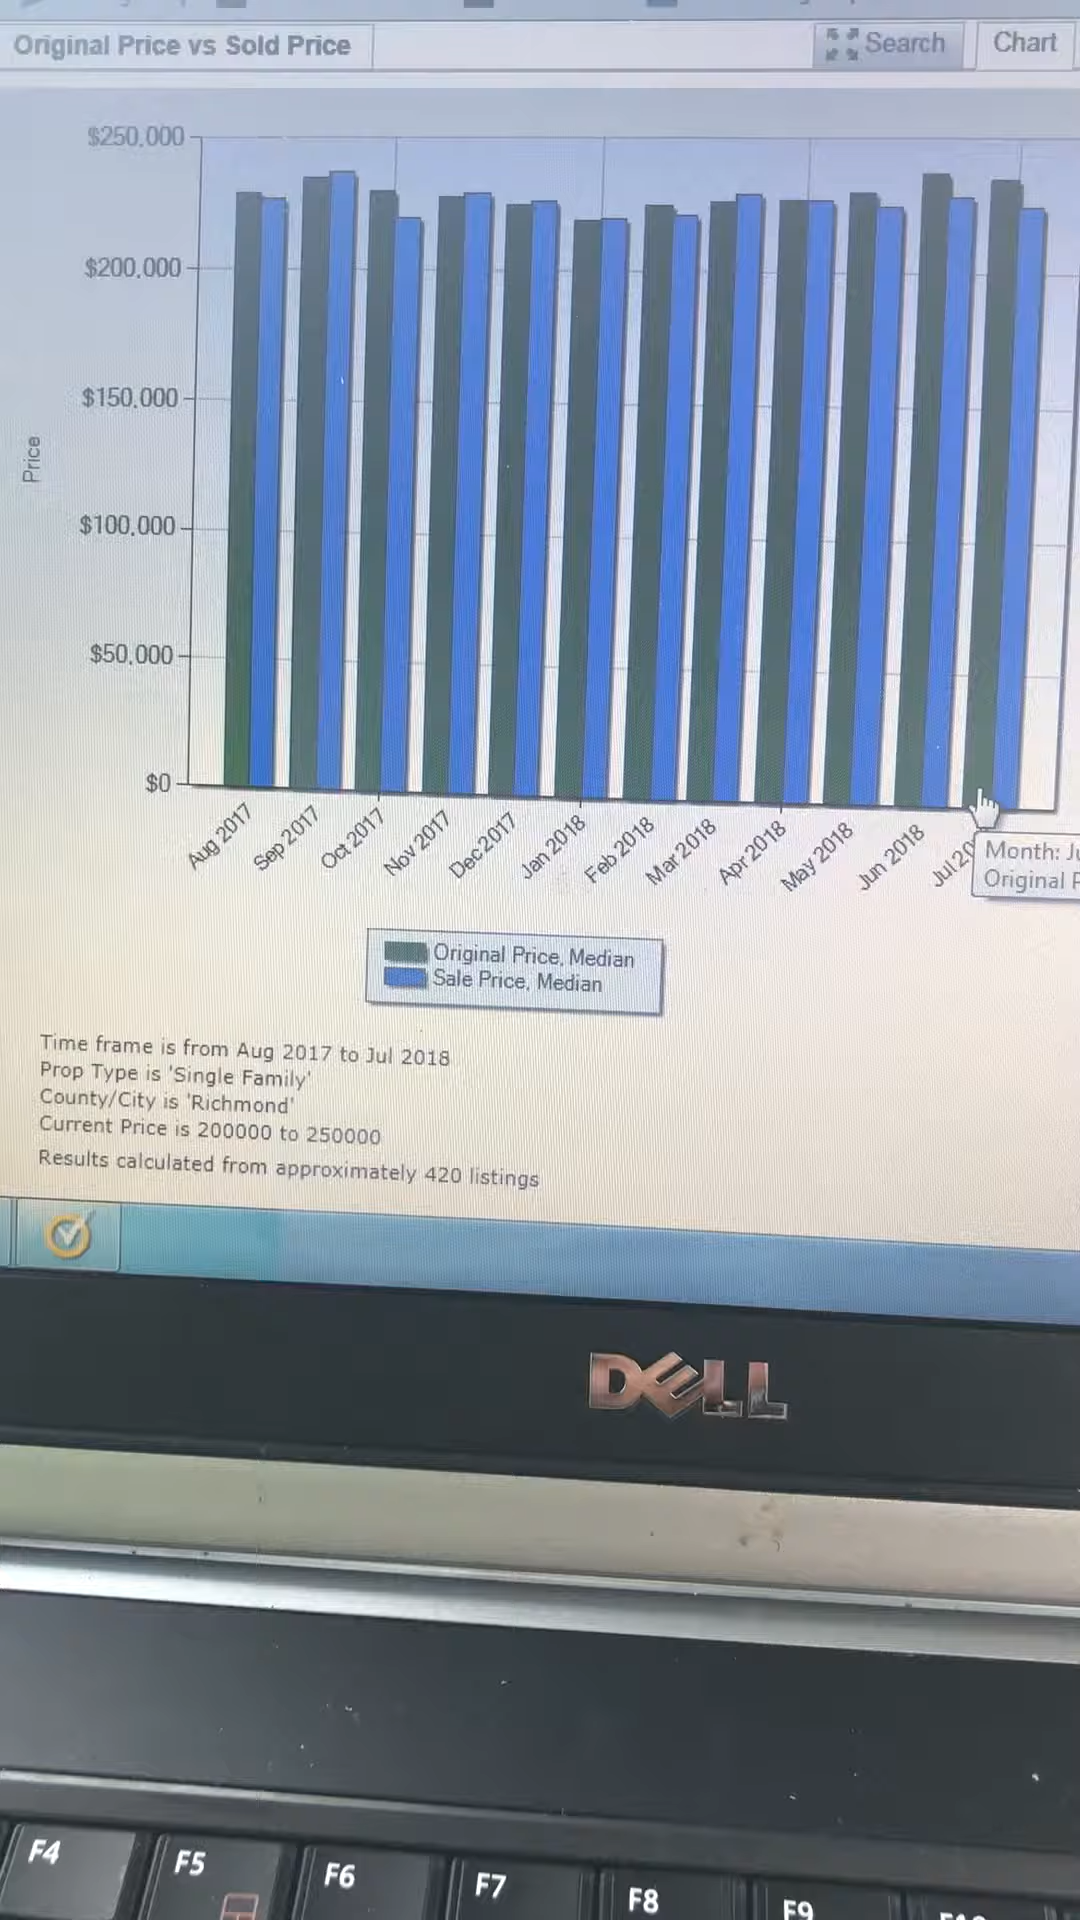 Original Price vs Sold Price
Search
Chart
$250,000
$200,000
$150,000
$100,000
$50,000
$0
Price
Aug 2017
Sep 2017
Oct 2017
Nov 2017
Dec 2017
Jan 2018
Feb 2018
Mar 2018
Apr 2018
May 2018
Jun 2018
Jul 20
Month: Ju
Original P
Original Price, Median
Sale Price, Median
Time frame is from Aug 2017 to Jul 2018
Prop Type is 'Single Family'
County/City is 'Richmond'
Current Price is 200000 to 250000
Results calculated from approximately 420 listings
DELL
F4
F5
F6
F7
F8
F9